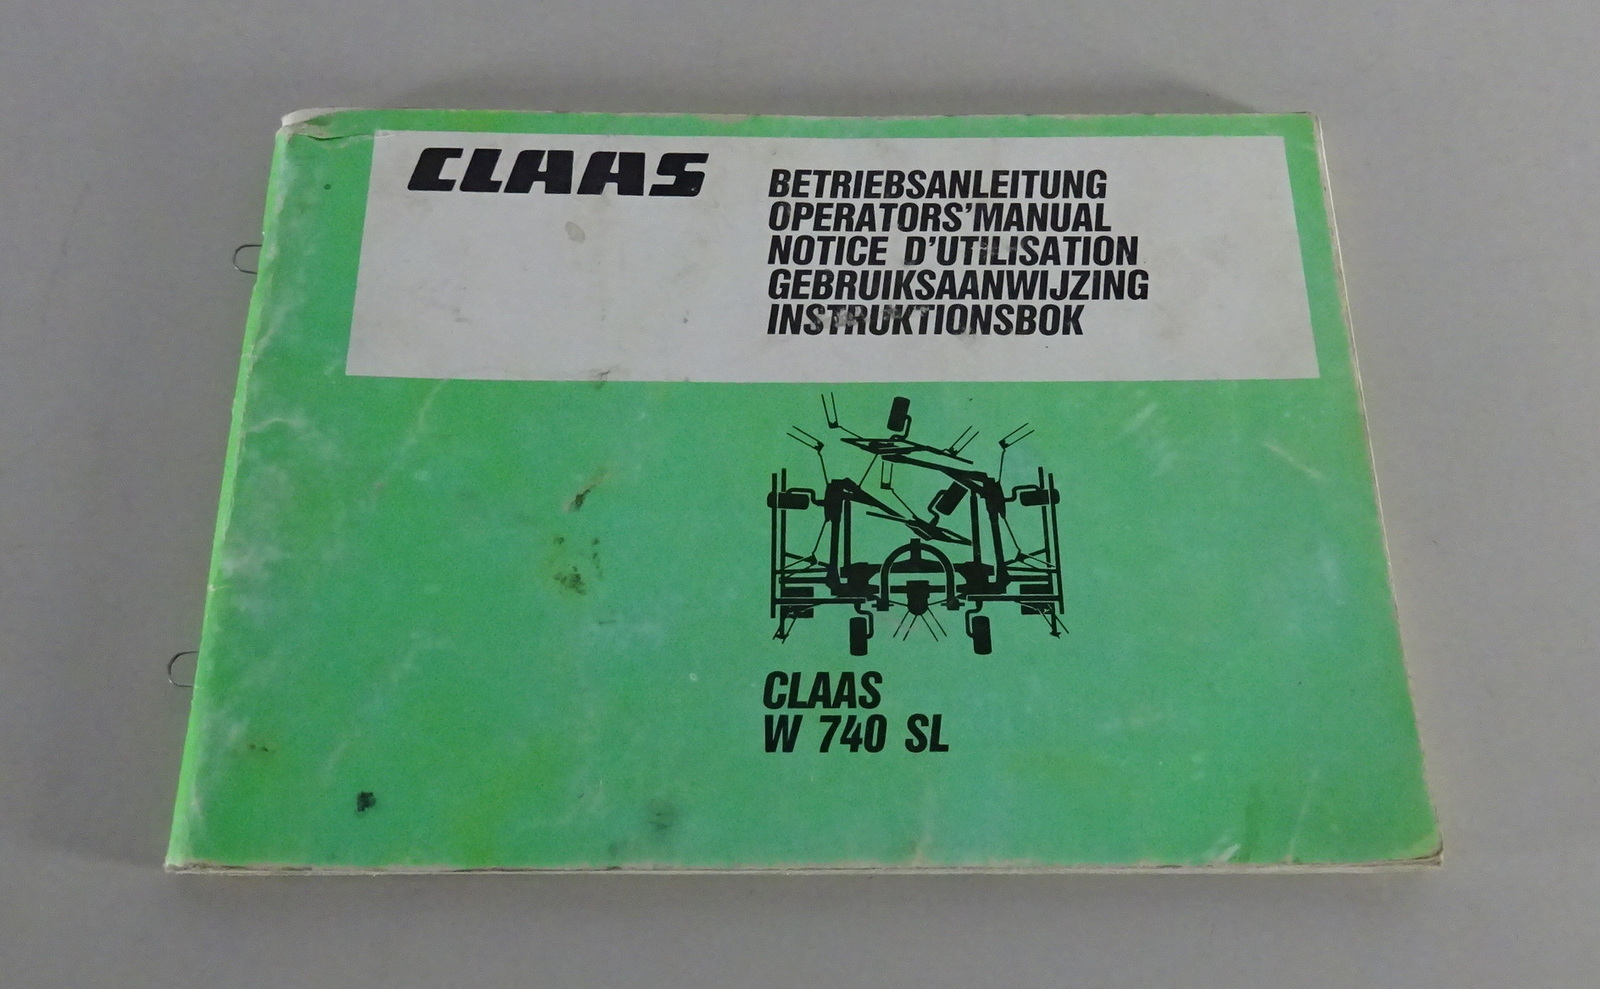 CLAAS
BETRIEBSANLEITUNG
OPERATORS'MANUAL
NOTICE D'UTILISATION
GEBRUIKSAANWIJZING
INSTRUKTIONSBOK
CLAAS
W 740 SL